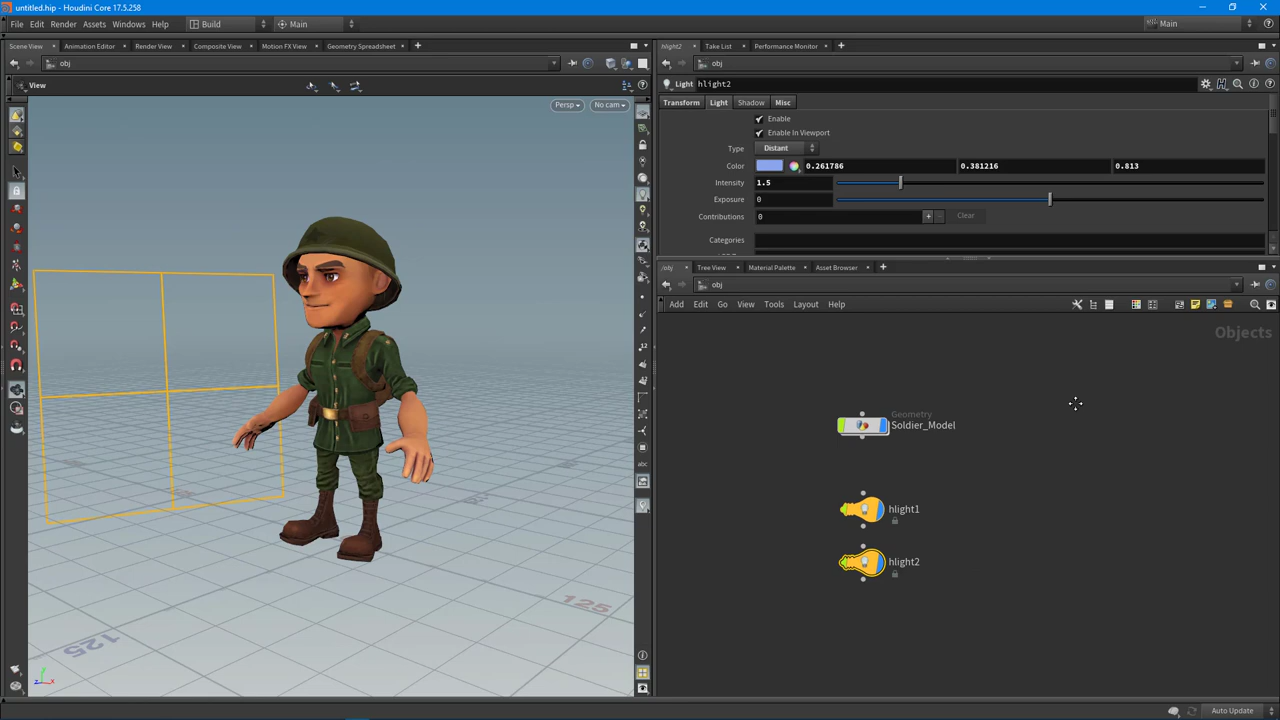 untitled.hip - Houdini Core 17.5.258
File Edit Render Assets Windows Help Build Main Main
Scene View Animation Editor Render View Composite View Motion FX View Geometry Spreadsheet
obj
View
Persp No cam
125
125
abc
12
Auto Update
hlight2 Take List Performance Monitor
obj
Light hlight2
Transform Light Shadow Misc
Enable
Enable In Viewport
Type Distant
Color 0.261786 0.381216 0.813
Intensity 1.5
Exposure 0
Contributions 0 Clear
Categories
/obj Tree View Material Palette Asset Browser
obj
Add Edit Go View Tools Layout Help
Objects
Geometry
Soldier_Model
hlight1
hlight2